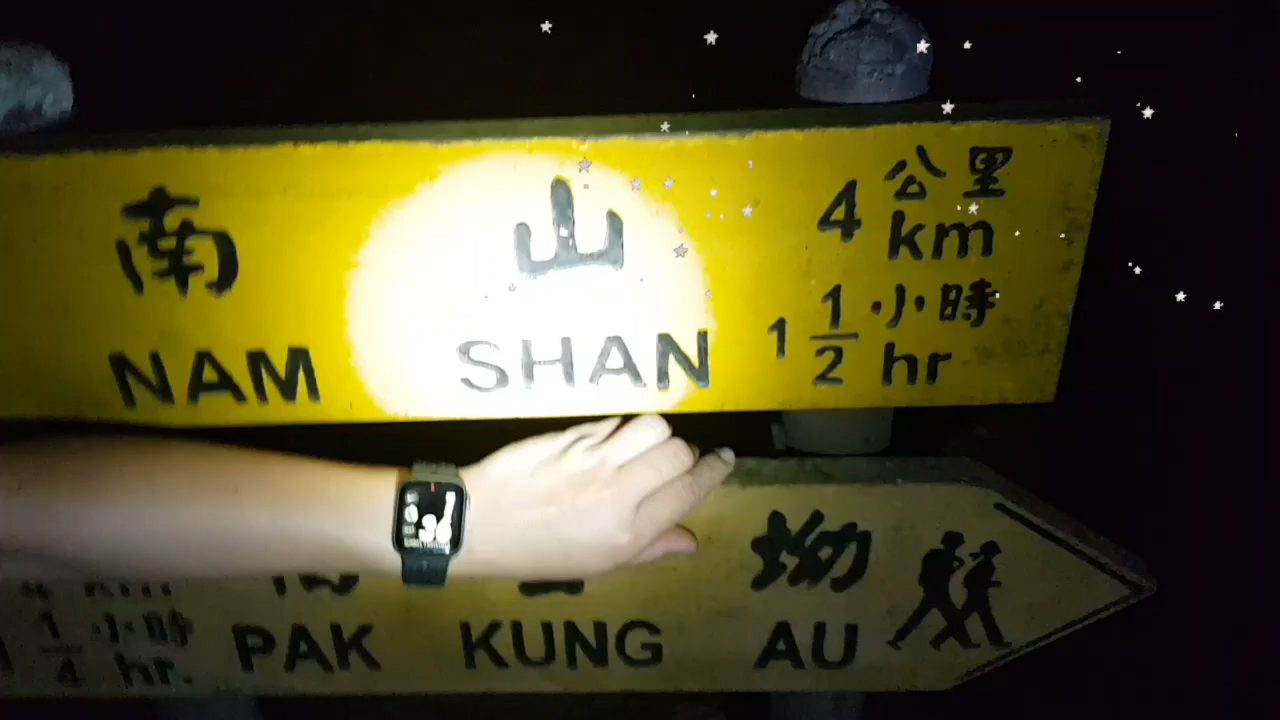 南 山
NAM SHAN
4 公里
km
1 1/2 小時
hr
坳
PAK KUNG AU
1/4 小時
hr.